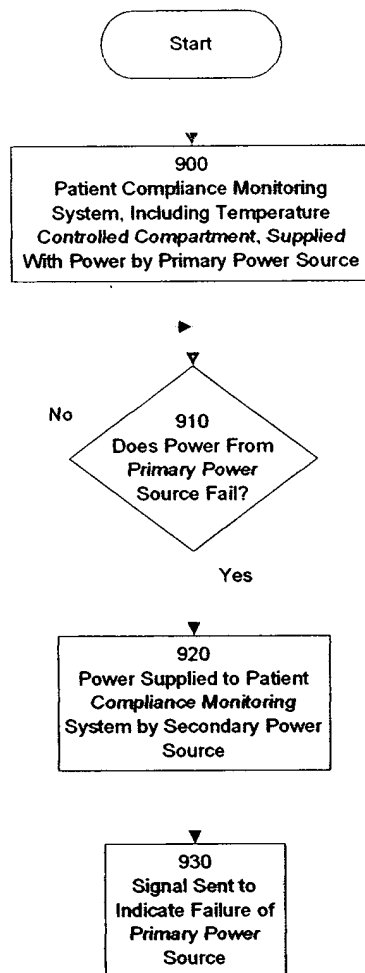 Start
900
Patient Compliance Monitoring
System, Including Temperature
Controlled Compartment, Supplied
With Power by Primary Power Source
No
910
Does Power From
Primary Power
Source Fail?
Yes
920
Power Supplied to Patient
Compliance Monitoring
System by Secondary Power
Source
930
Signal Sent to
Indicate Failure of
Primary Power
Source